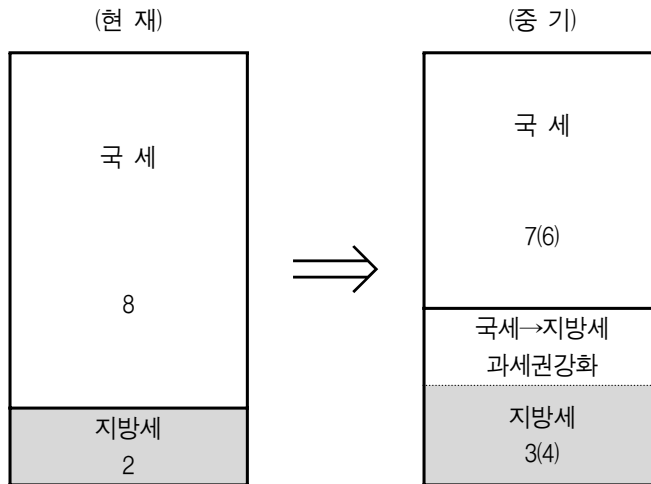 (현 재)
국 세
8
지방세
2
(중 기)
국 세
7(6)
국세→지방세
과세권강화
지방세
3(4)